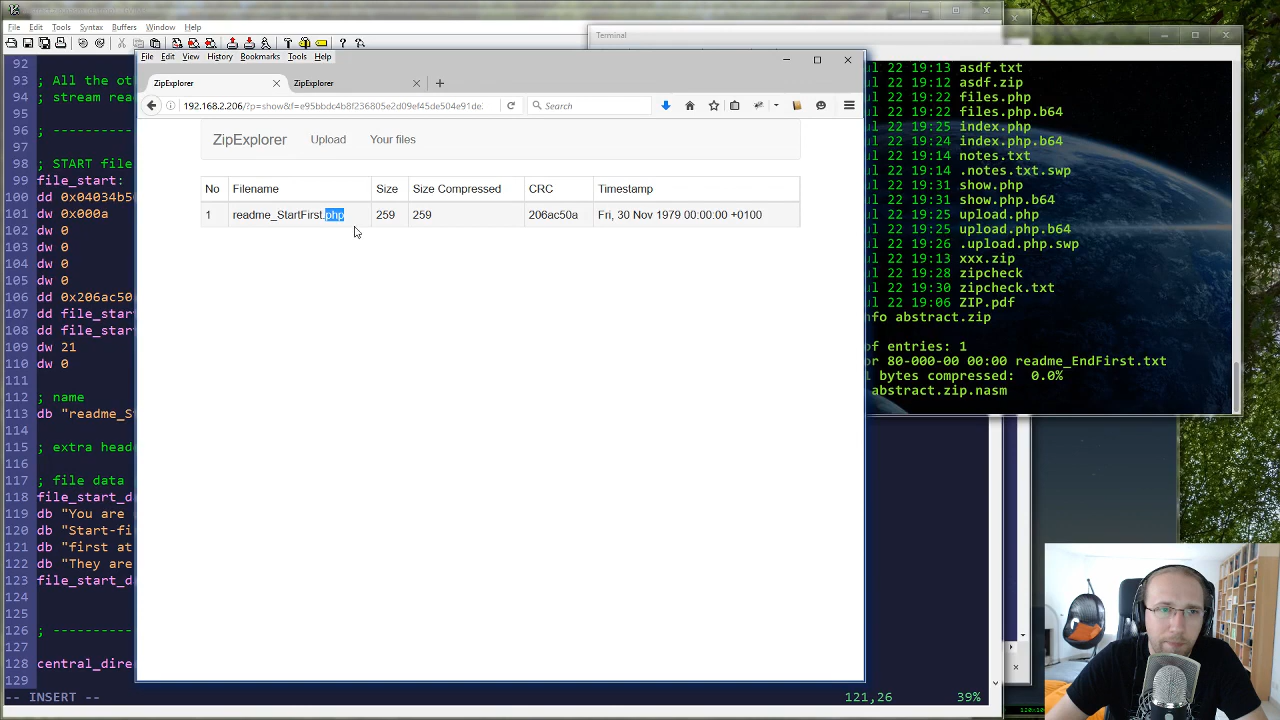 File Edit Tools Syntax Buffers Window Help
Terminal
File Edit View History Bookmarks Tools Help
ZipExplorer
ZipExplorer
192.168.2.206/?p=show&f=e95bbdc4b8f236805e2d09ef45de504e91de
Search
ZipExplorer Upload Your files
No Filename Size Size Compressed CRC Timestamp
1 readme_StartFirst.php 259 259 206ac50a Fri, 30 Nov 1979 00:00:00 +0100
92
93 ; All the ot
94 ; stream rea
95
96 ; ----------
97
98 ; START file
99 file_start:
100 dd 0x04034b50
101 dw 0x000a
102 dw 0
103 dw 0
104 dw 0
105 dw 0
106 dd 0x206ac50
107 dd file_star
108 dd file_star
109 dw 21
110 dw 0
111
112 ; name
113 db "readme_S
114
115 ; extra head
116
117 ; file data
118 file_start_d
119 db "You are
120 db "Start-fi
121 db "first at
122 db "They are
123 file_start_d
124
125
126 ; ----------
127
128 central_dire
129
-- INSERT -- 121,26 39%
ul 22 19:13 asdf.txt
ul 22 19:12 asdf.zip
ul 22 19:22 files.php
ul 22 19:22 files.php.b64
ul 22 19:25 index.php
ul 22 19:24 index.php.b64
ul 22 19:14 notes.txt
ul 22 19:14 .notes.txt.swp
ul 22 19:31 show.php
ul 22 19:31 show.php.b64
ul 22 19:25 upload.php
ul 22 19:22 upload.php.b64
ul 22 19:26 .upload.php.swp
ul 22 19:13 xxx.zip
ul 22 19:28 zipcheck
ul 22 19:30 zipcheck.txt
ul 22 19:06 ZIP.pdf
nfo abstract.zip
of entries: 1
or 80-000-00 00:00 readme_EndFirst.txt
l bytes compressed: 0.0%
abstract.zip.nasm